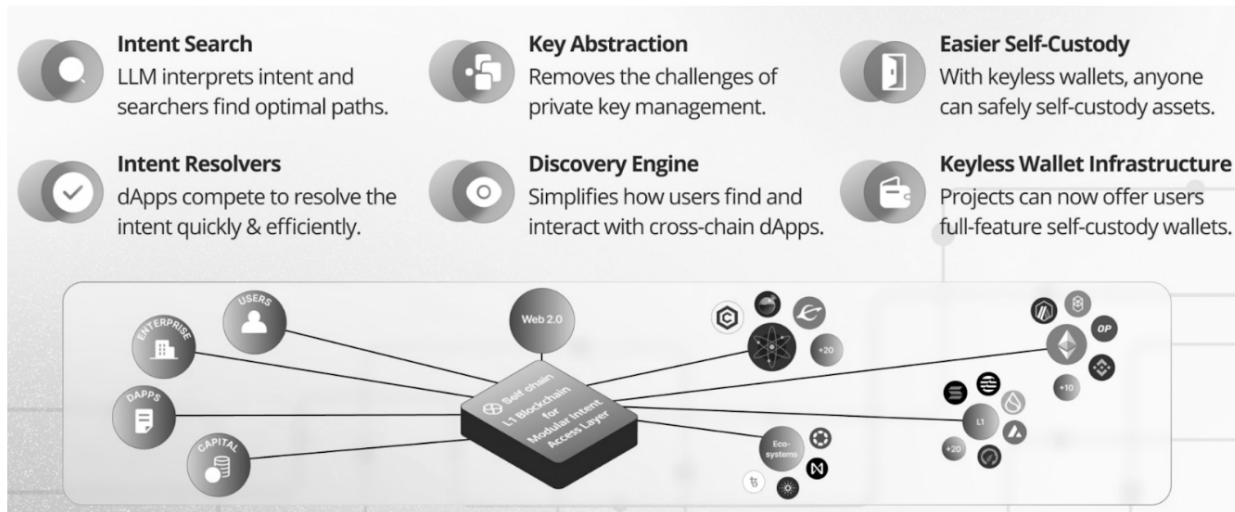 Intent Search
LLM interprets intent and
searchers find optimal paths.
Key Abstraction
Removes the challenges of
private key management.
Easier Self-Custody
With keyless wallets, anyone
can safely self-custody assets.
Intent Resolvers
dApps compete to resolve the
intent quickly & efficiently.
Discovery Engine
Simplifies how users find and
interact with cross-chain dApps.
Keyless Wallet Infrastructure
Projects can now offer users
full-feature self-custody wallets.
USERS
ENTERPRISE
DAPPS
CAPITAL
Web 2.0
Self chain
L1 Blockchain
for
Modular Intent
Access Layer
+20
Eco-
systems
OP
+10
L1
+20